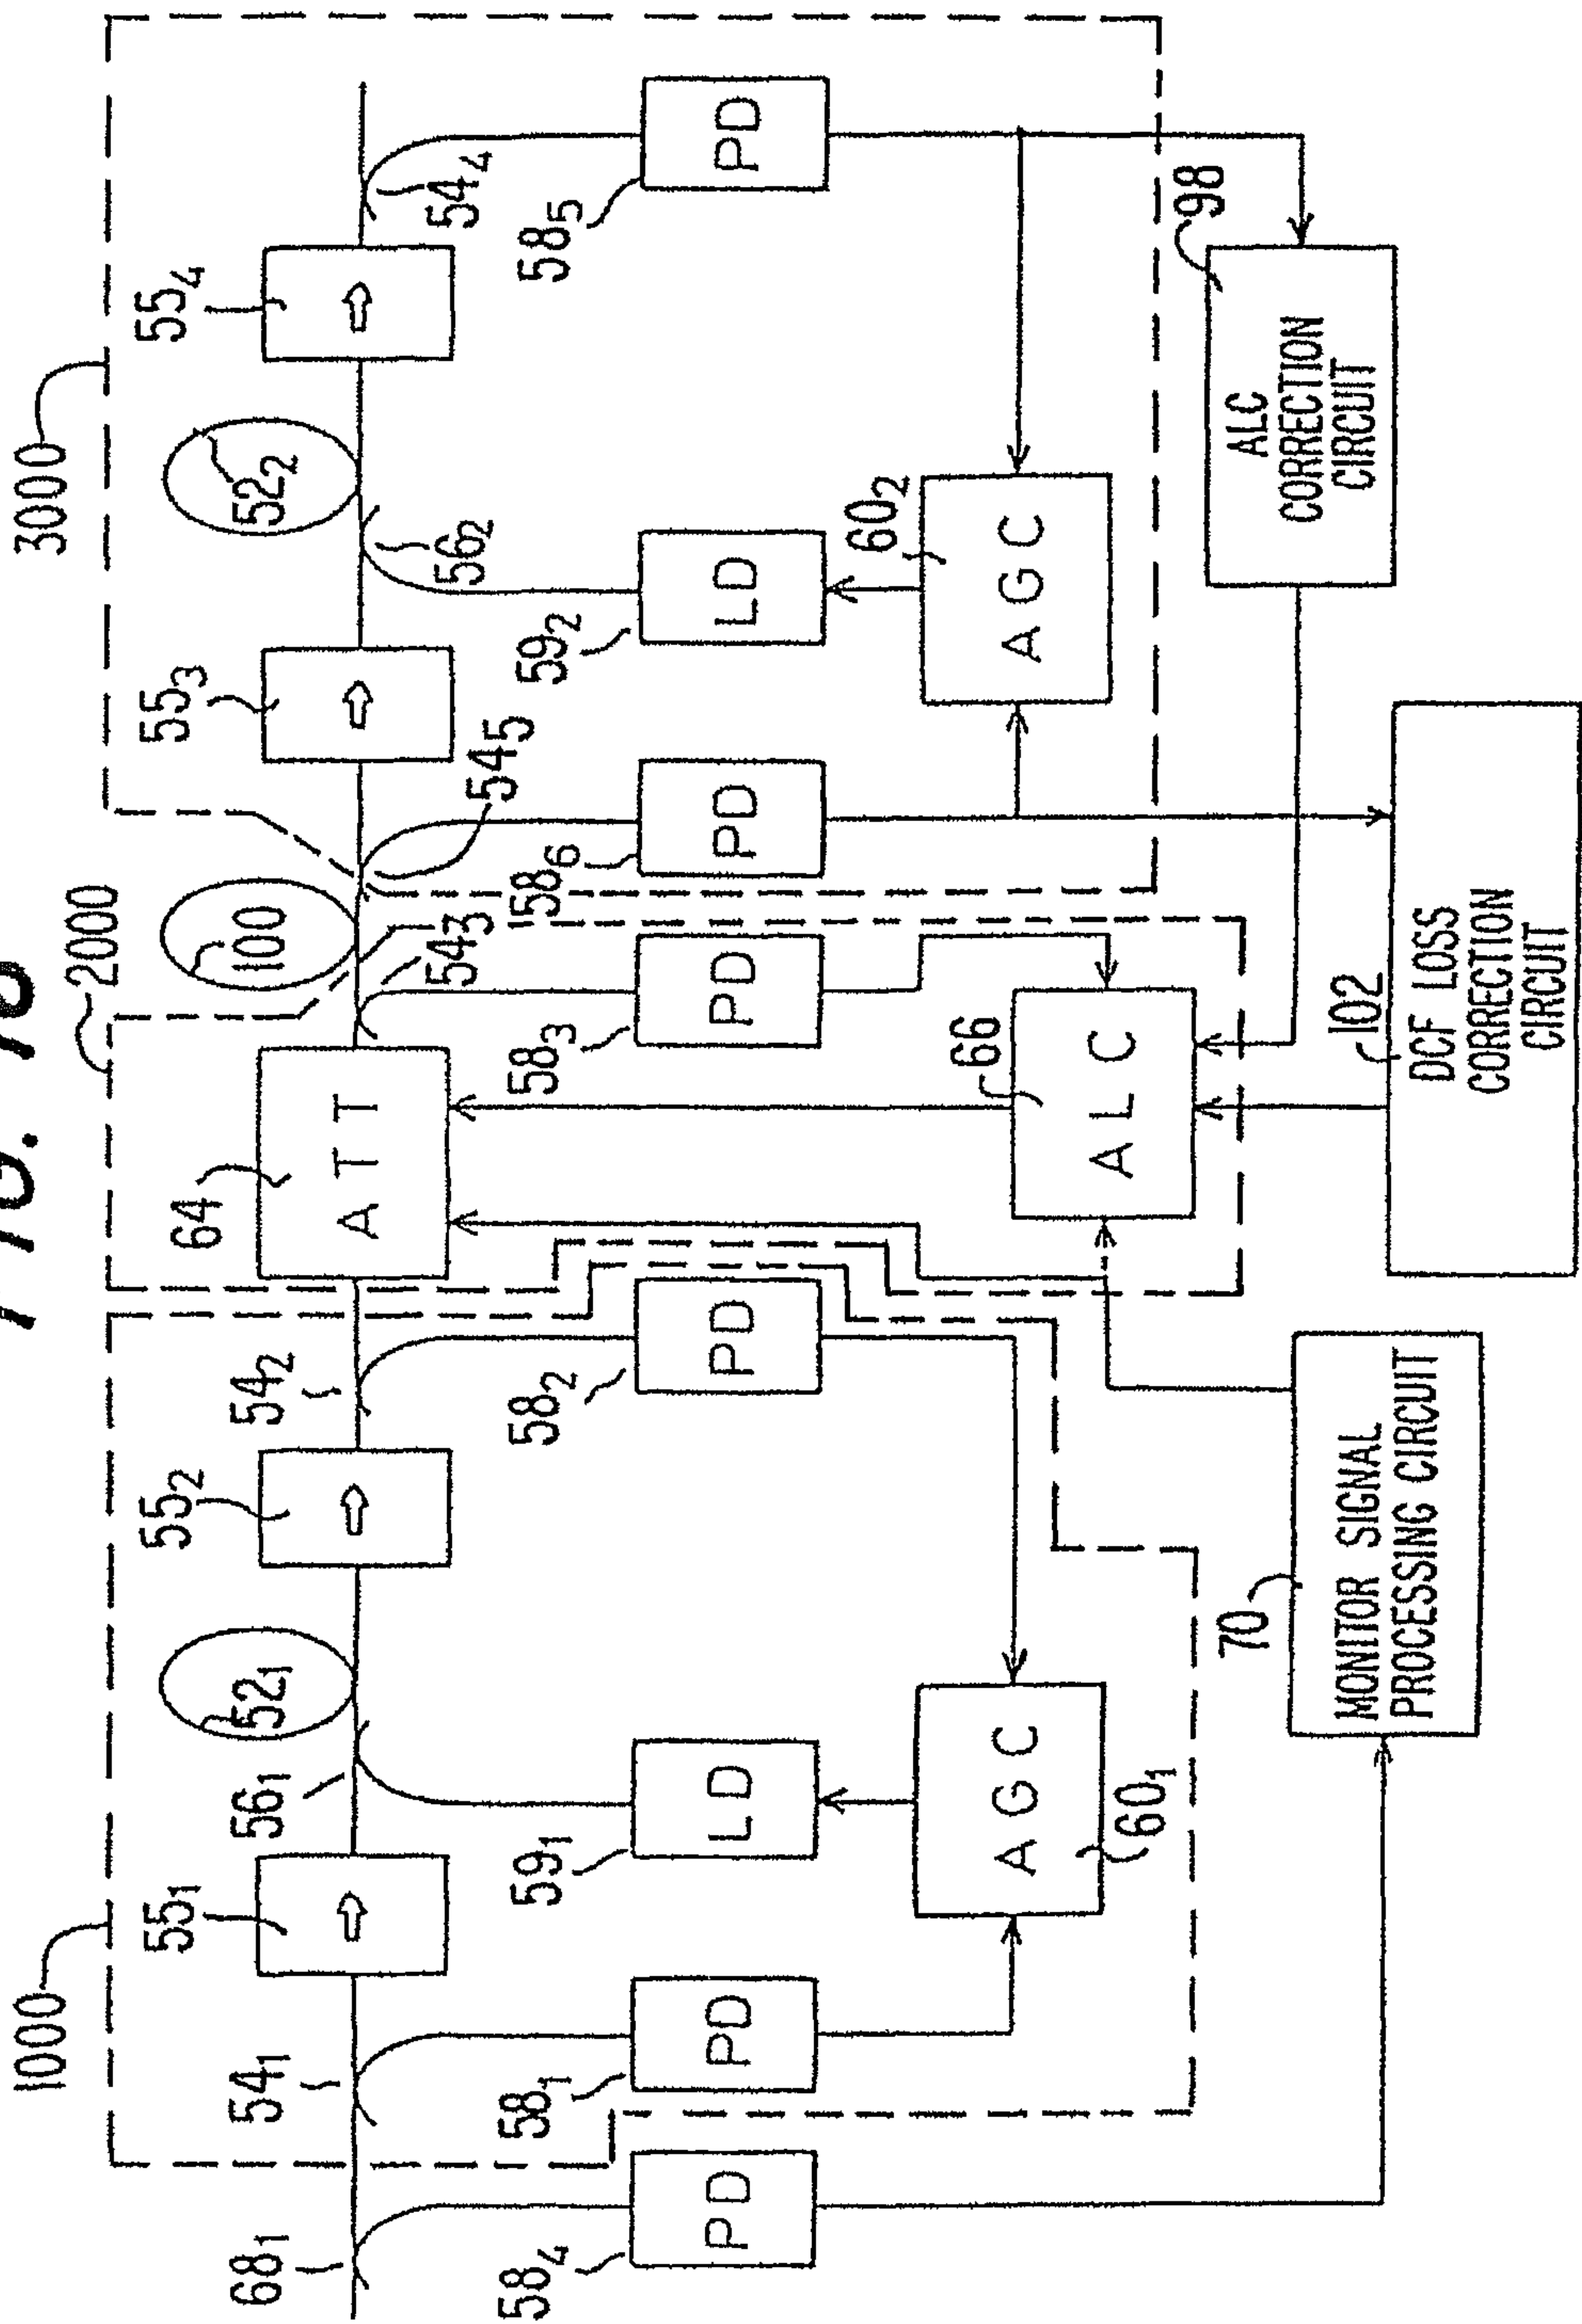 FIG.
1000
2000
3000
68₁
54₁
55₁
56₁
52₁
55₂
54₂
64
ATT
54₃
100
54₅
55₃
56₂
52₂
55₄
54₄
58₄
PD
58₁
PD
59₁
LD
58₂
PD
58₃
PD
58₆
PD
59₂
LD
58₅
PD
AGC
60₁
66
ALC
AGC
60₂
70
MONITOR SIGNAL
PROCESSING CIRCUIT
102
DCF LOSS
CORRECTION
CIRCUIT
98
ALC
CORRECTION
CIRCUIT